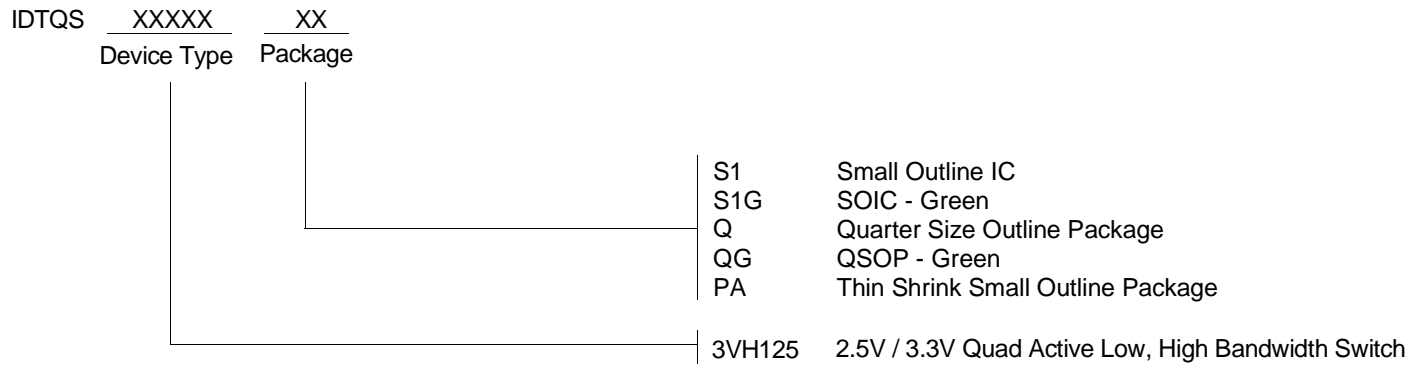 IDTQS XXXXX XX
Device Type Package
S1 Small Outline IC
S1G SOIC - Green
Q Quarter Size Outline Package
QG QSOP - Green
PA Thin Shrink Small Outline Package
3VH125 2.5V / 3.3V Quad Active Low, High Bandwidth Switch